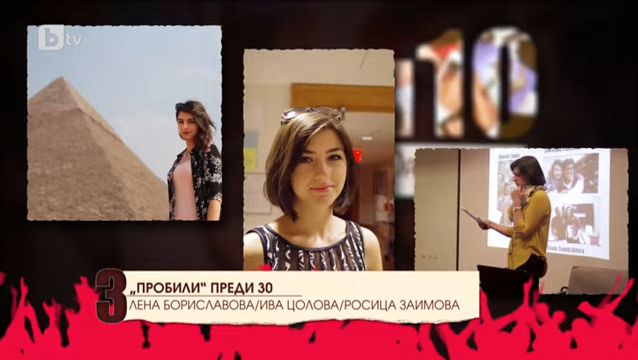 btv
10
3
„ПРОБИЛИ“ ПРЕДИ 30
ЛЕНА БОРИСЛАВОВА/ИВА ЦОЛОВА/РОСИЦА ЗАИМОВА